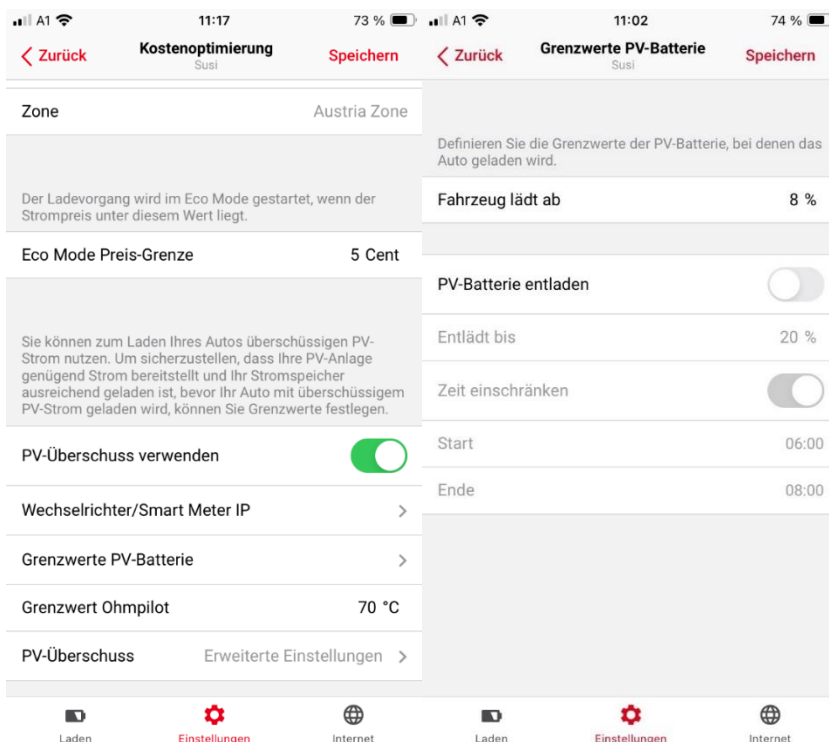 A1
11:17
73 %
Zurück
Kostenoptimierung
Susi
Speichern
Zone
Austria Zone
Der Ladevorgang wird im Eco Mode gestartet, wenn der
Strompreis unter diesem Wert liegt.
Eco Mode Preis-Grenze
5 Cent
Sie können zum Laden Ihres Autos überschüssigen PV-
Strom nutzen. Um sicherzustellen, dass Ihre PV-Anlage
genügend Strom bereitstellt und Ihr Stromspeicher
ausreichend geladen ist, bevor Ihr Auto mit überschüssigem
PV-Strom geladen wird, können Sie Grenzwerte festlegen.
PV-Überschuss verwenden
Wechselrichter/Smart Meter IP
Grenzwerte PV-Batterie
Grenzwert Ohmpilot
70 °C
PV-Überschuss
Erweiterte Einstellungen
Laden
Einstellungen
Internet
A1
11:02
74 %
Zurück
Grenzwerte PV-Batterie
Susi
Speichern
Definieren Sie die Grenzwerte der PV-Batterie, bei denen das
Auto geladen wird.
Fahrzeug lädt ab
8 %
PV-Batterie entladen
Entlädt bis
20 %
Zeit einschränken
Start
06:00
Ende
08:00
Laden
Einstellungen
Internet